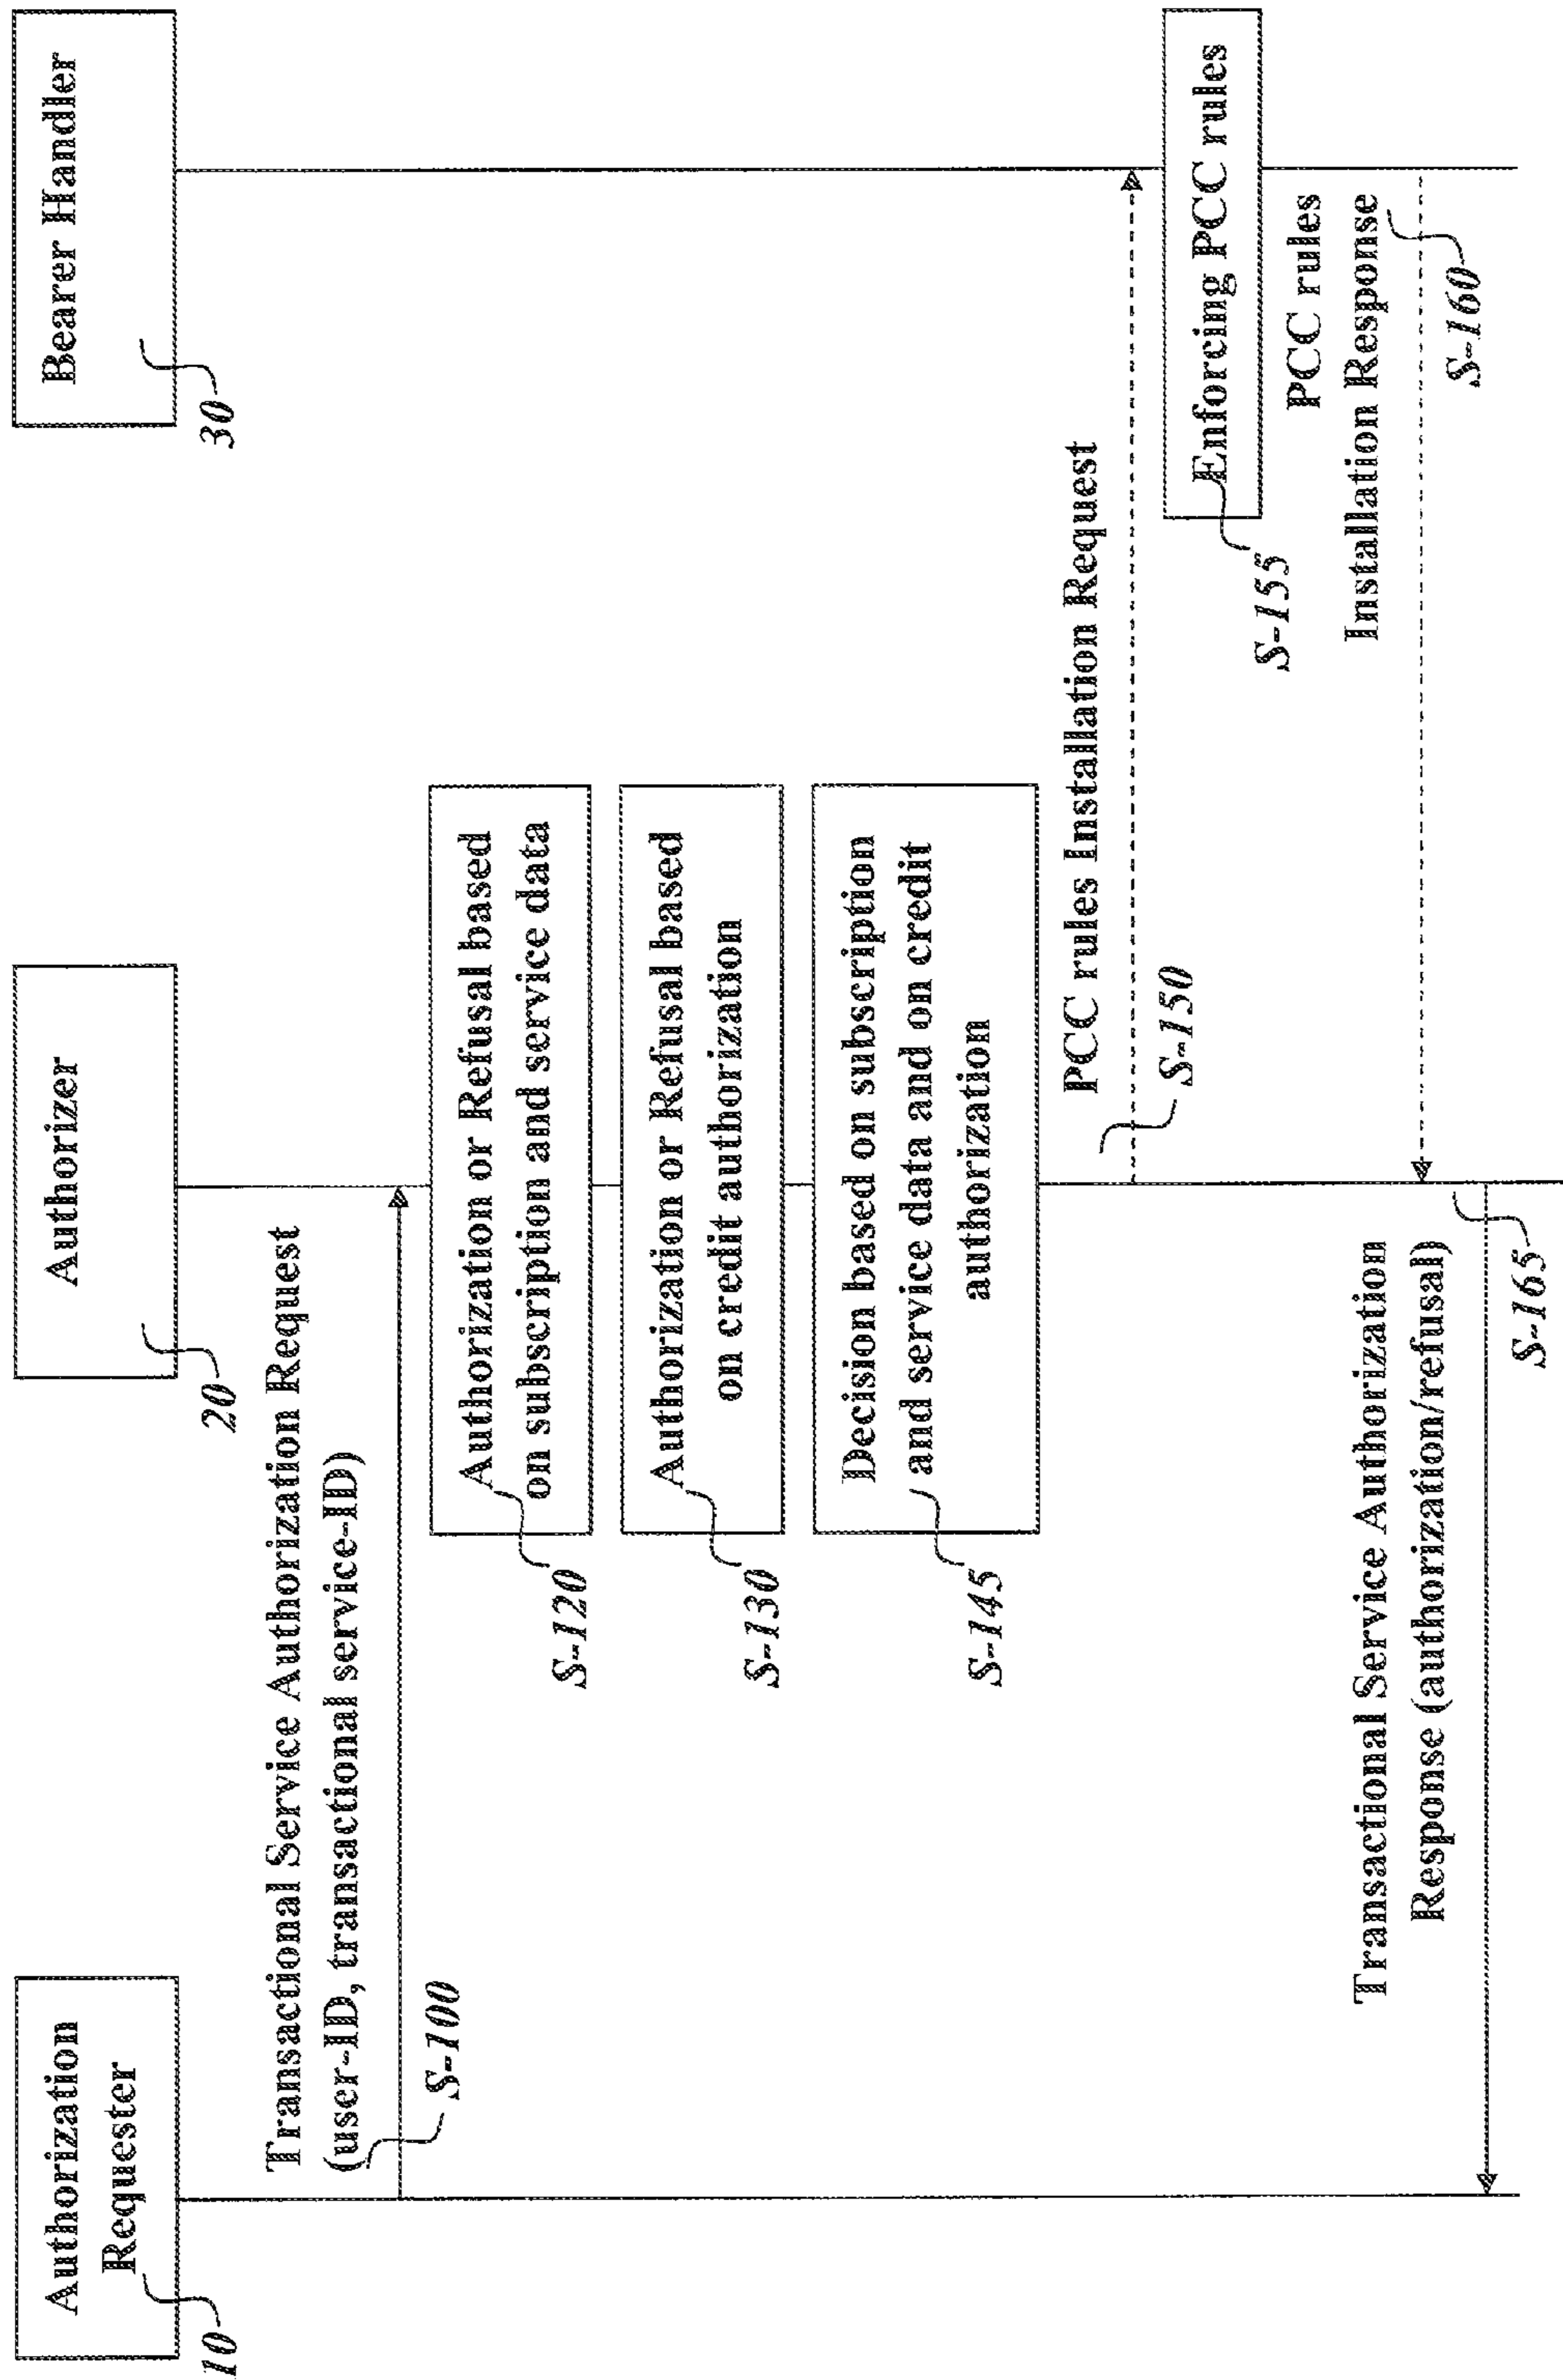 Authorization
Requester
10
Authorizer
20
Bearer Handler
30
Transactional Service Authorization Request
(user-ID, transactional service-ID)
S-100
Authorization or Refusal based
on subscription and service data
S-120
Authorization or Refusal based
on credit authorization
S-130
Decision based on subscription
and service data and on credit
authorization
S-145
PCC rules Installation Request
S-150
Enforcing PCC rules
S-155
PCC rules
Installation Response
S-160
Transactional Service Authorization
Response (authorization/refusal)
S-165